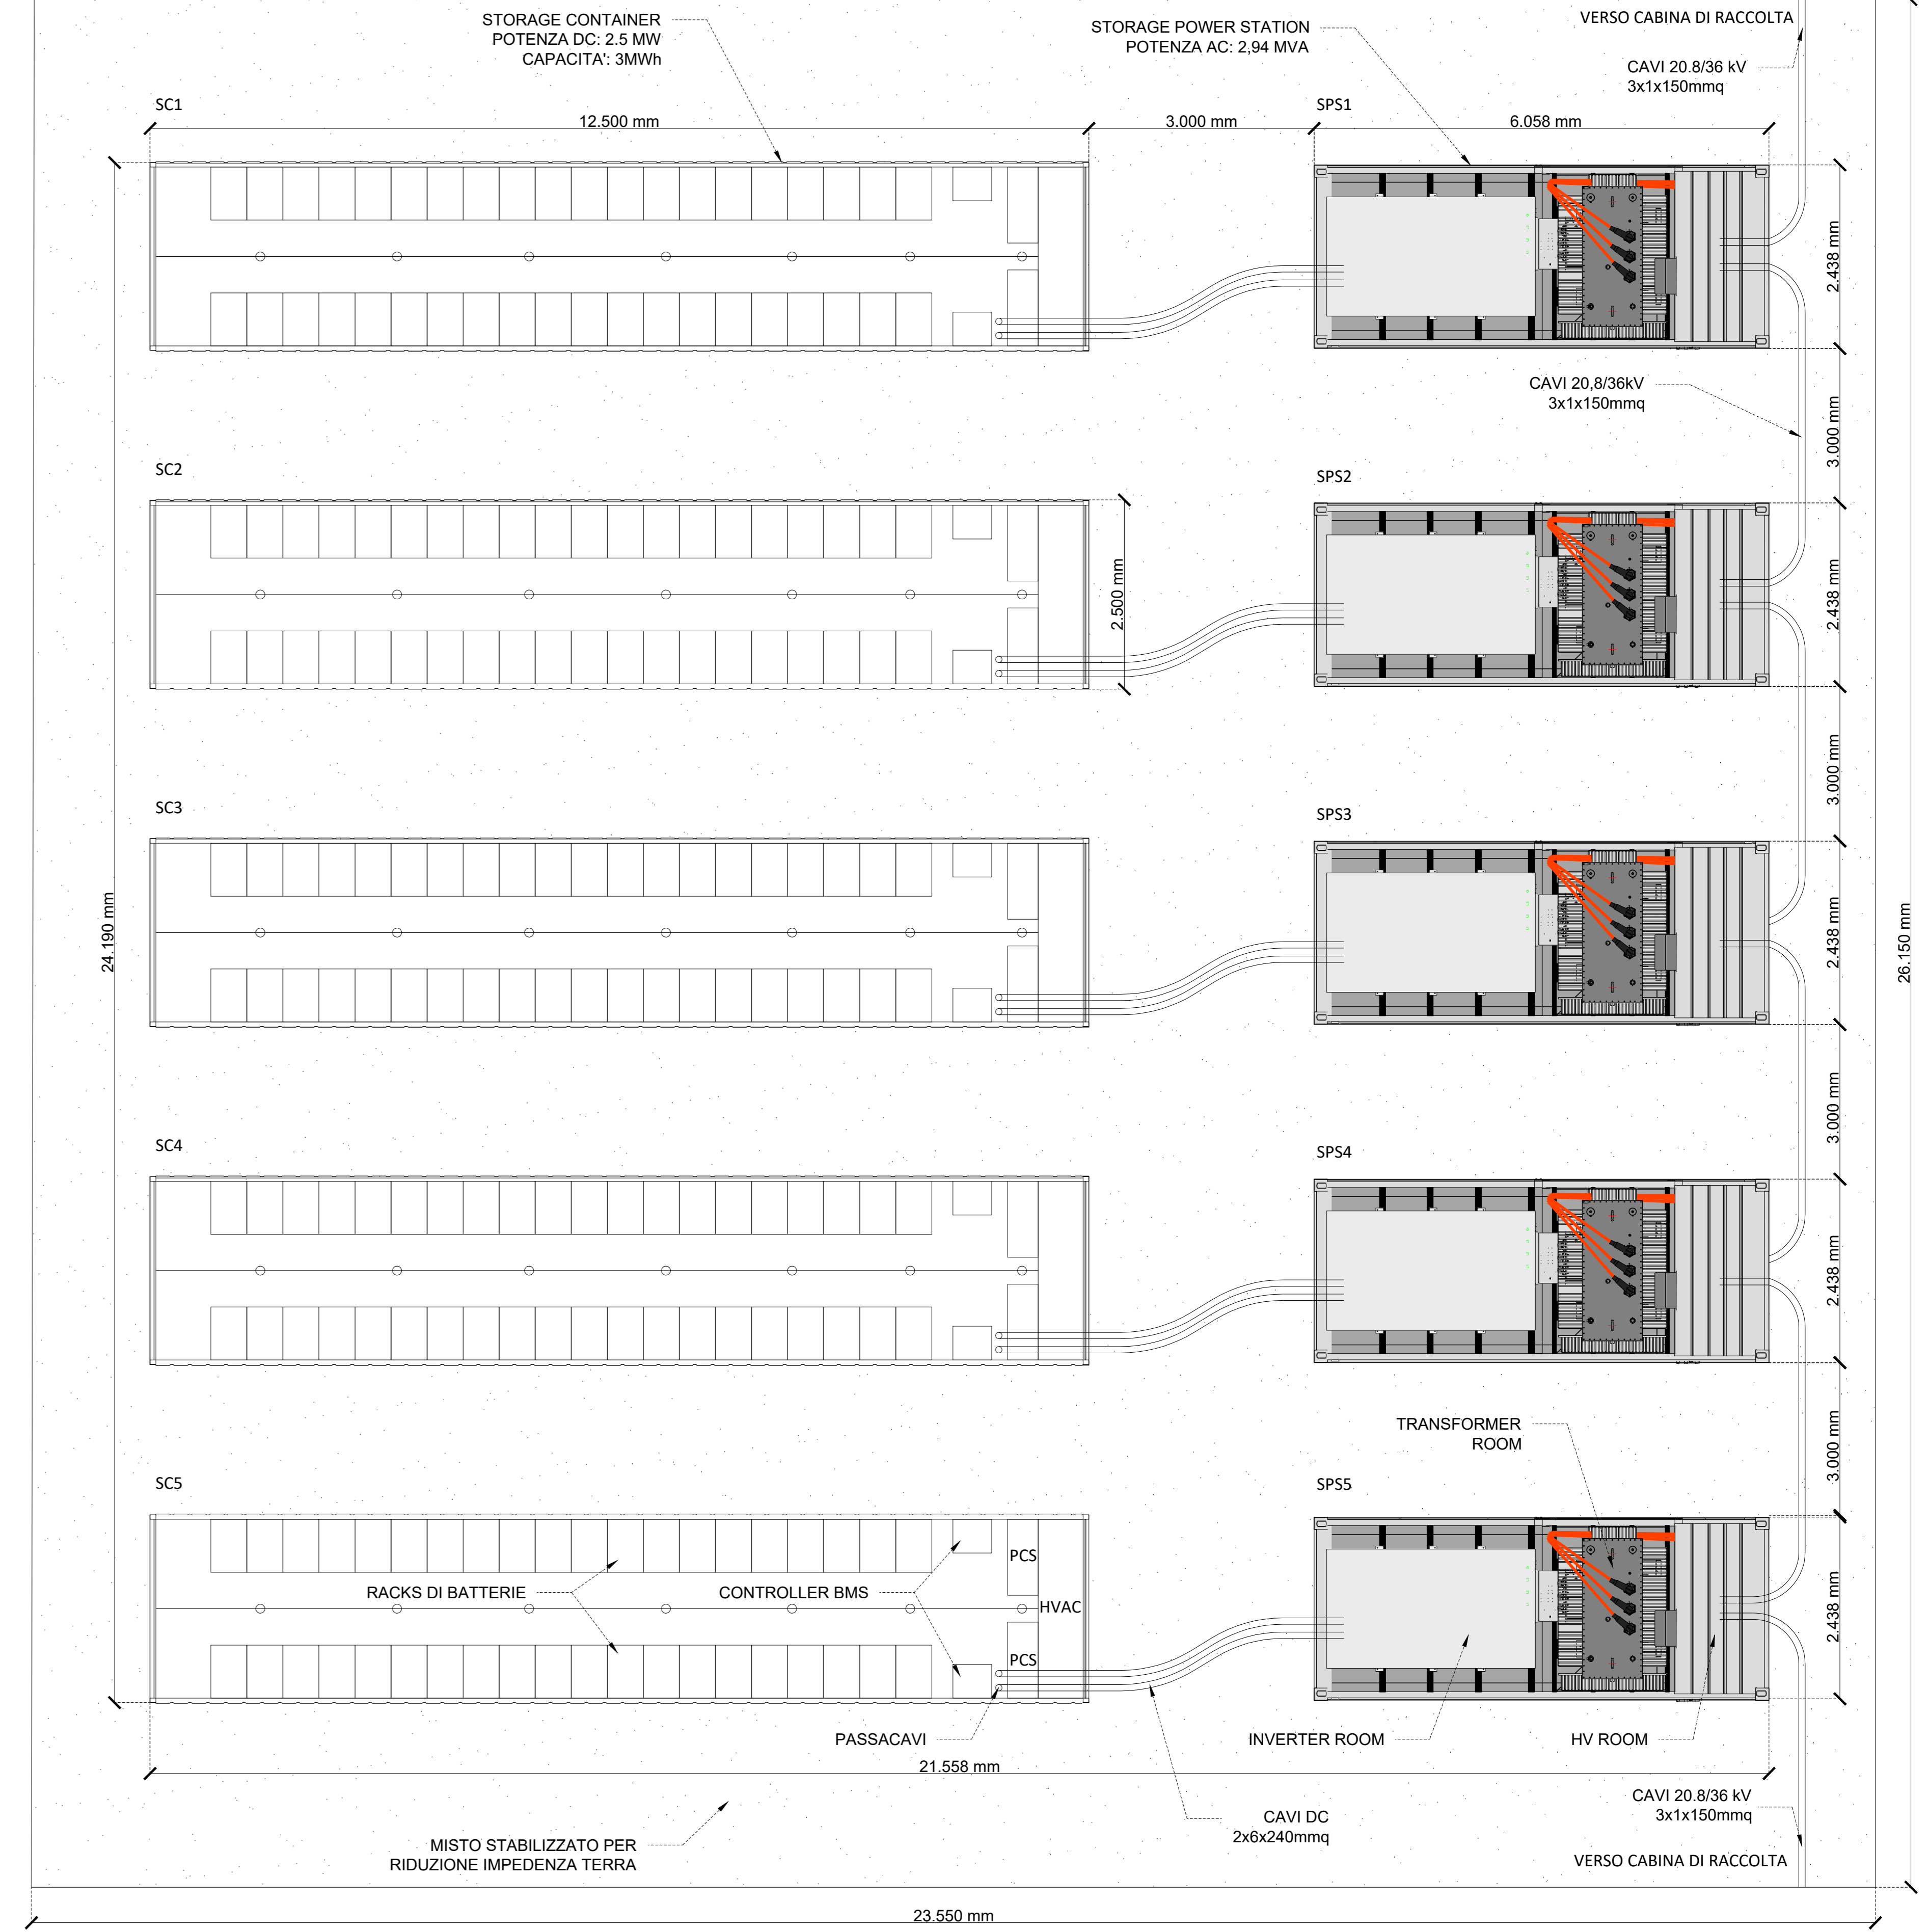 STORAGE CONTAINER
POTENZA DC: 2.5 MW
CAPACITA': 3MWh
STORAGE POWER STATION
POTENZA AC: 2,94 MVA
VERSO CABINA DI RACCOLTA
CAVI 20.8/36 kV
3x1x150mmq
SC1
SPS1
12.500 mm
3.000 mm
6.058 mm
2.438 mm
CAVI 20,8/36kV
3x1x150mmq
3.000 mm
SC2
SPS2
2.500 mm
2.438 mm
3.000 mm
SC3
SPS3
24.190 mm
2.438 mm
26.150 mm
3.000 mm
SC4
SPS4
2.438 mm
TRANSFORMER
ROOM
3.000 mm
SC5
SPS5
PCS
RACKS DI BATTERIE
CONTROLLER BMS
HVAC
PCS
2.438 mm
PASSACAVI
INVERTER ROOM
HV ROOM
21.558 mm
CAVI DC
2x6x240mmq
CAVI 20.8/36 kV
3x1x150mmq
MISTO STABILIZZATO PER
RIDUZIONE IMPEDENZA TERRA
VERSO CABINA DI RACCOLTA
23.550 mm